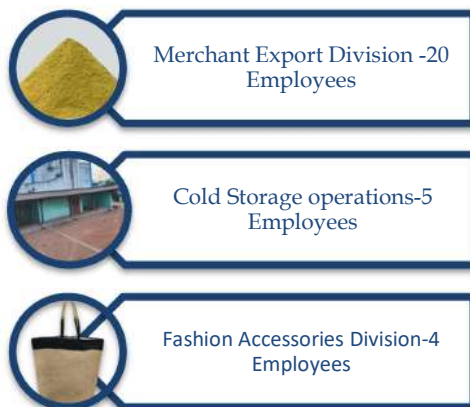 Merchant Export Division -20
Employees
Cold Storage operations-5
Employees
Fashion Accessories Division-4
Employees